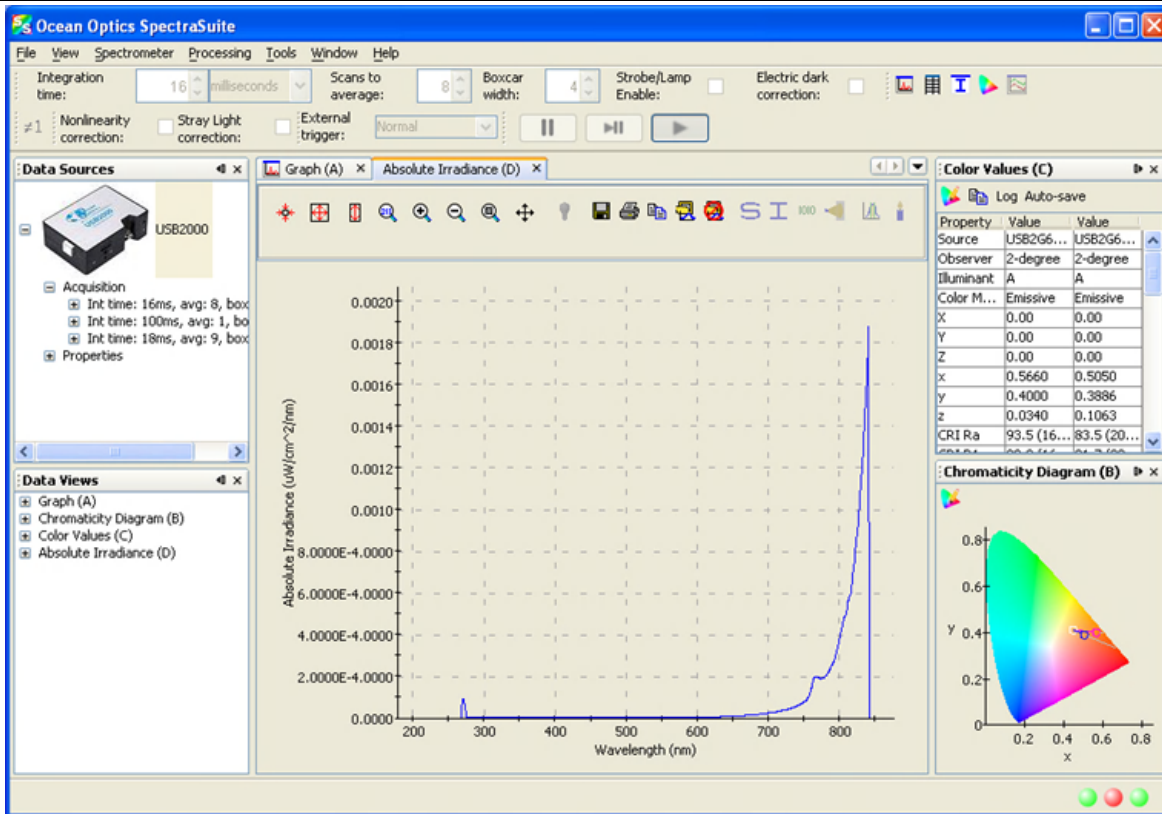 Ocean Optics SpectraSuite
File View Spectrometer Processing Tools Window Help
Integration time: 16 milliseconds Scans to average: 8 Boxcar width: 4 Strobe/Lamp Enable: Electric dark correction:
≠1 Nonlinearity correction: Stray Light correction: External trigger: Normal
Data Sources
USB2000
Acquisition
Int time: 16ms, avg: 8, box
Int time: 100ms, avg: 1, bo
Int time: 18ms, avg: 9, box
Properties
Data Views
Graph (A)
Chromaticity Diagram (B)
Color Values (C)
Absolute Irradiance (D)
Graph (A) Absolute Irradiance (D)
Absolute Irradiance (uW/cm^2/nm)
0.0020
0.0018
0.0016
0.0014
0.0012
0.0010
8.0000E-4.0000
6.0000E-4.0000
4.0000E-4.0000
2.0000E-4.0000
0.0000
200 300 400 500 600 700 800
Wavelength (nm)
Color Values (C)
Log Auto-save
Property Value Value
Source USB2G6... USB2G6...
Observer 2-degree 2-degree
Illuminant A A
Color M... Emissive Emissive
X 0.00 0.00
Y 0.00 0.00
Z 0.00 0.00
x 0.5660 0.5050
y 0.4000 0.3886
z 0.0340 0.1063
CRI Ra 93.5 (16... 83.5 (20...
Chromaticity Diagram (B)
0.8
0.6
y 0.4
0.2
0
0.2 0.4 0.6 0.8
x